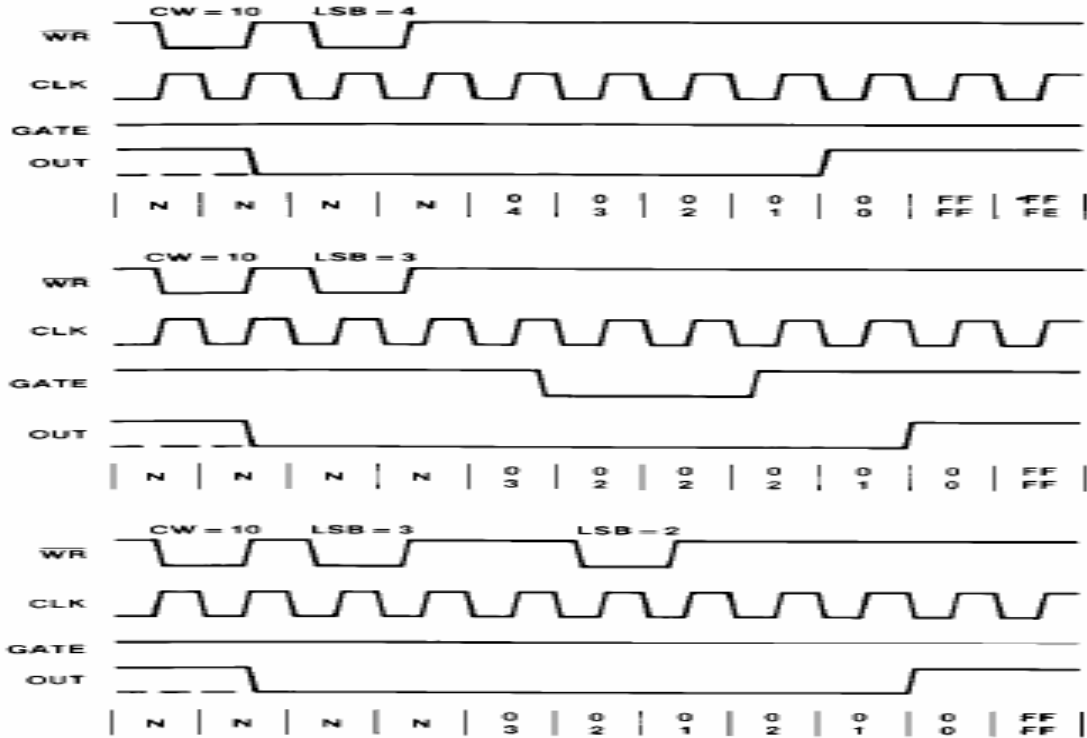 CW = 10 LSB = 4
WR
CLK
GATE
OUT
N N N N 0 0 0 0 0 FF FF
4 3 2 1 0 FF FE
CW = 10 LSB = 3
WR
CLK
GATE
OUT
N N N N 0 0 0 0 0 0 FF
3 2 2 2 1 0 FF
CW = 10 LSB = 3 LSB = 2
WR
CLK
GATE
OUT
N N N N 0 0 0 0 0 0 FF
3 2 1 2 1 0 FF